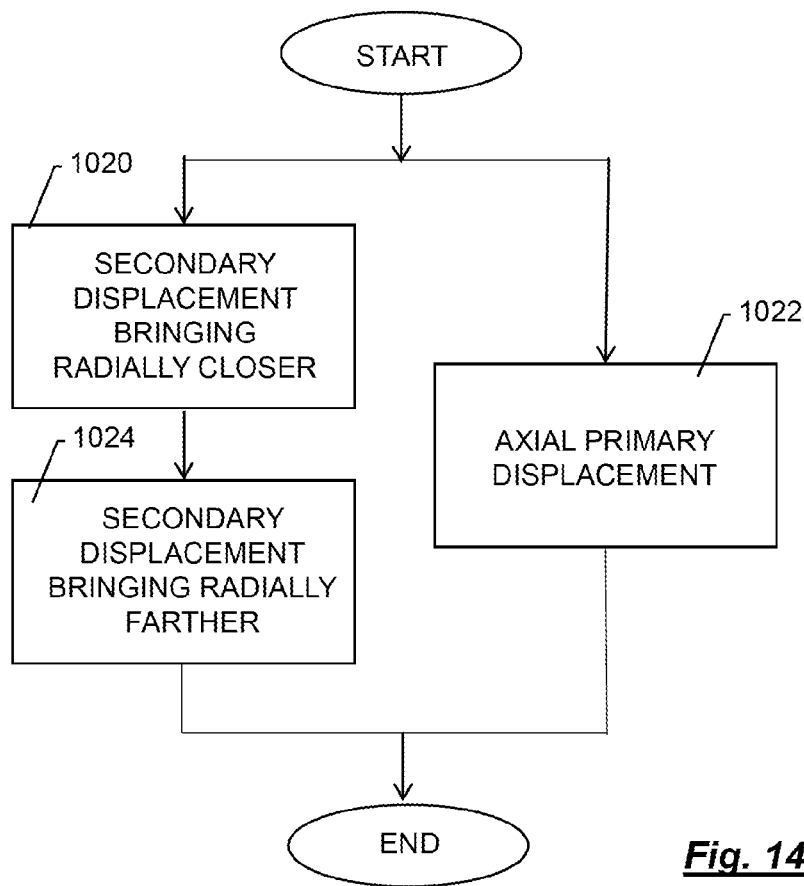 START
1020
SECONDARY
DISPLACEMENT
BRINGING
RADIALLY CLOSER
1022
AXIAL PRIMARY
DISPLACEMENT
1024
SECONDARY
DISPLACEMENT
BRINGING RADIALLY
FARTHER
END
Fig. 14